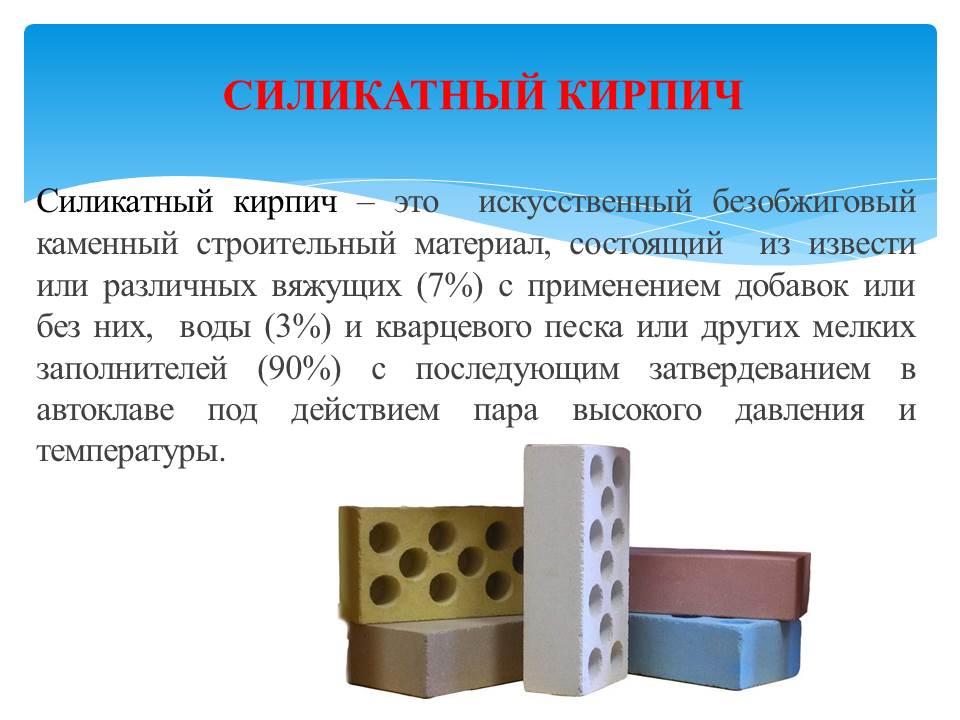 СИЛИКАТНЫЙ КИРПИЧ
Силикатный кирпич – это искусственный безобжиговый
каменный строительный материал, состоящий из извести
или различных вяжущих (7%) с применением добавок или
без них, воды (3%) и кварцевого песка или других мелких
заполнителей (90%) с последующим затвердеванием в
автоклаве под действием пара высокого давления и
температуры.